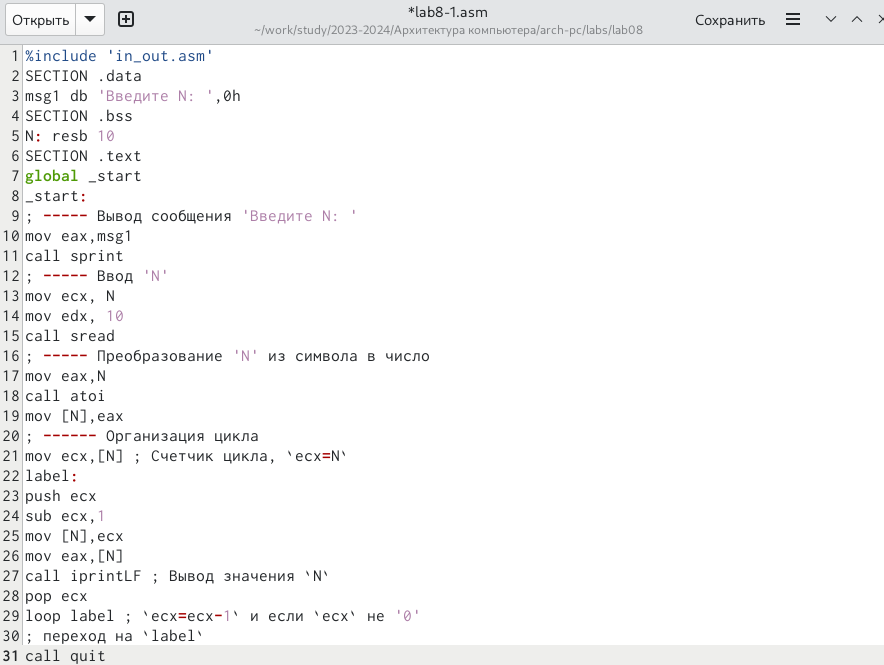 Открыть
*lab8-1.asm
~/work/study/2023-2024/Архитектура компьютера/arch-pc/labs/lab08
Сохранить
1 %include 'in_out.asm'
2 SECTION .data
3 msg1 db 'Введите N: ',0h
4 SECTION .bss
5 N: resb 10
6 SECTION .text
7 global _start
8 _start:
9 ; ----- Вывод сообщения 'Введите N: '
10 mov eax,msg1
11 call sprint
12 ; ----- Ввод 'N'
13 mov ecx, N
14 mov edx, 10
15 call sread
16 ; ----- Преобразование 'N' из символа в число
17 mov eax,N
18 call atoi
19 mov [N],eax
20 ; ------ Организация цикла
21 mov ecx,[N] ; Счетчик цикла, `ecx=N`
22 label:
23 push ecx
24 sub ecx,1
25 mov [N],ecx
26 mov eax,[N]
27 call iprintLF ; Вывод значения `N`
28 pop ecx
29 loop label ; `ecx=ecx-1` и если `ecx` не '0'
30 ; переход на `label`
31 call quit